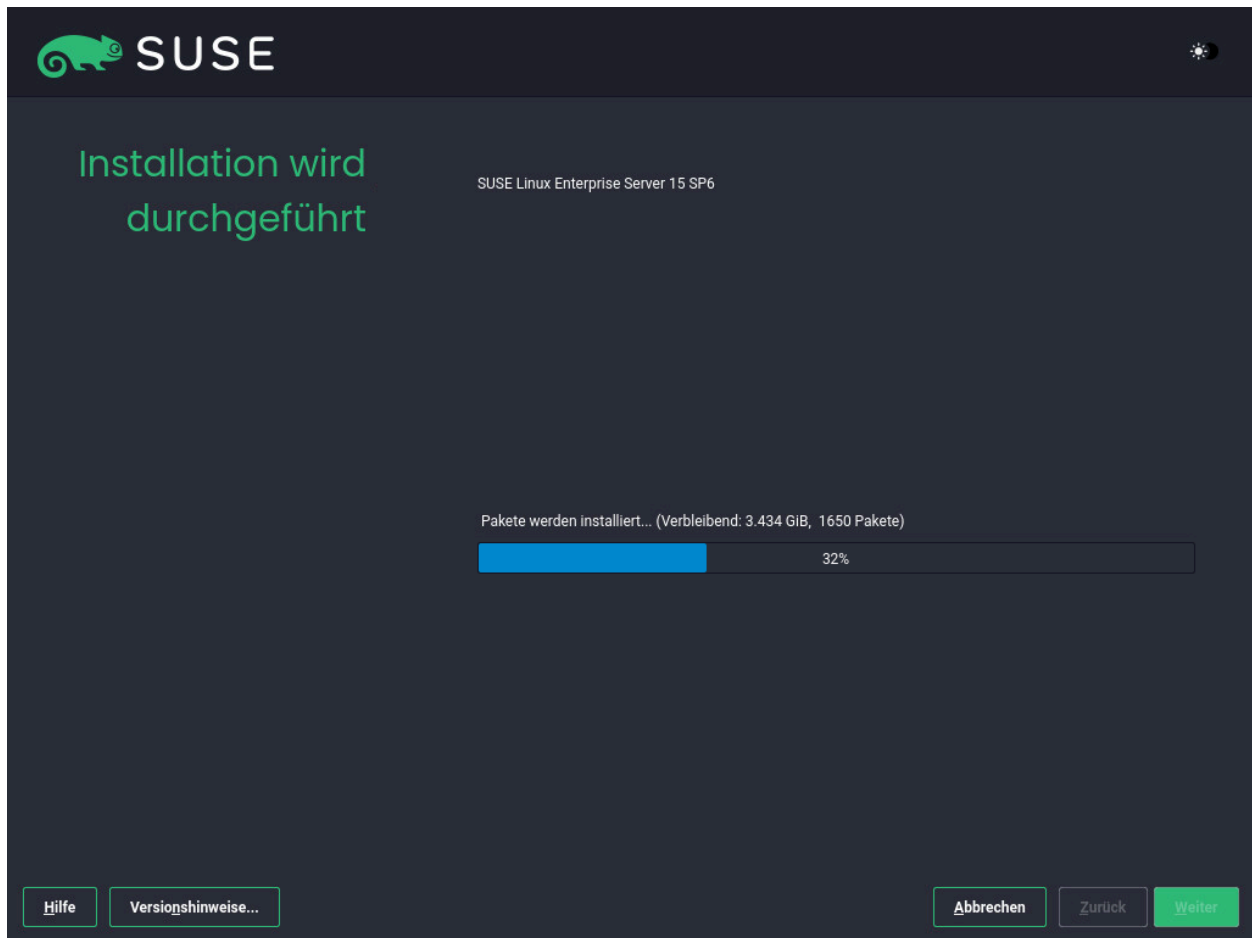 SUSE
Installation wird
durchgeführt
SUSE Linux Enterprise Server 15 SP6
Pakete werden installiert... (Verbleibend: 3.434 GiB, 1650 Pakete)
32%
Hilfe
Versionshinweise...
Abbrechen
Zurück
Weiter